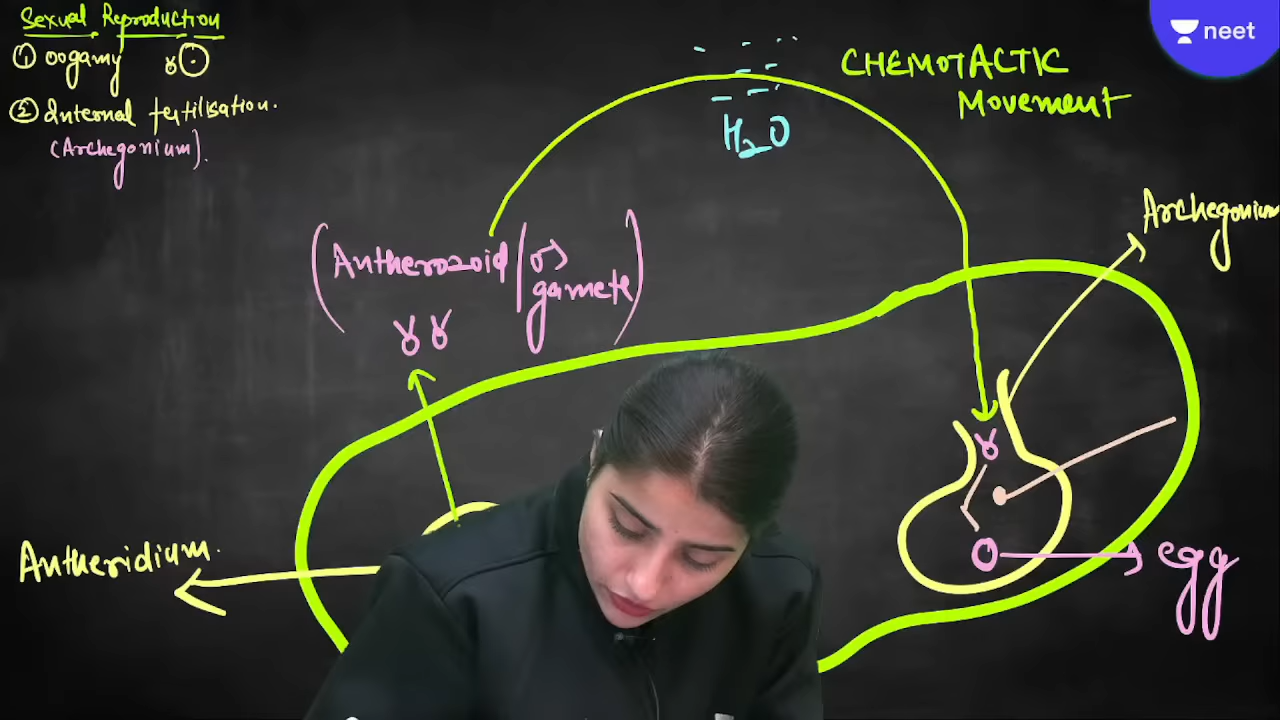 Sexual Reproduction
① oogamy
② Internal fertilisation.
(Archegonium).
CHEMOTACTIC
Movement
H₂O
neet
Archegonium
(Antherozoid/♂
gamete)
Antheridium.
egg